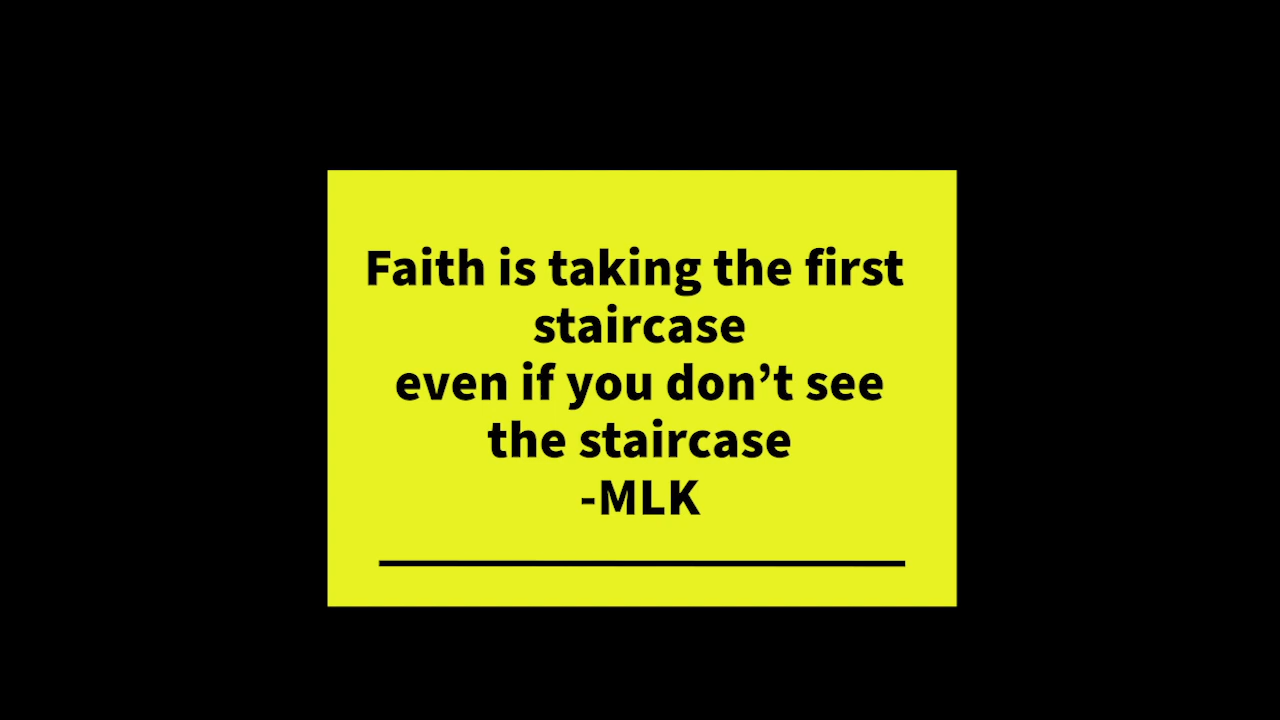 Faith is taking the first
staircase
even if you don’t see
the staircase
-MLK